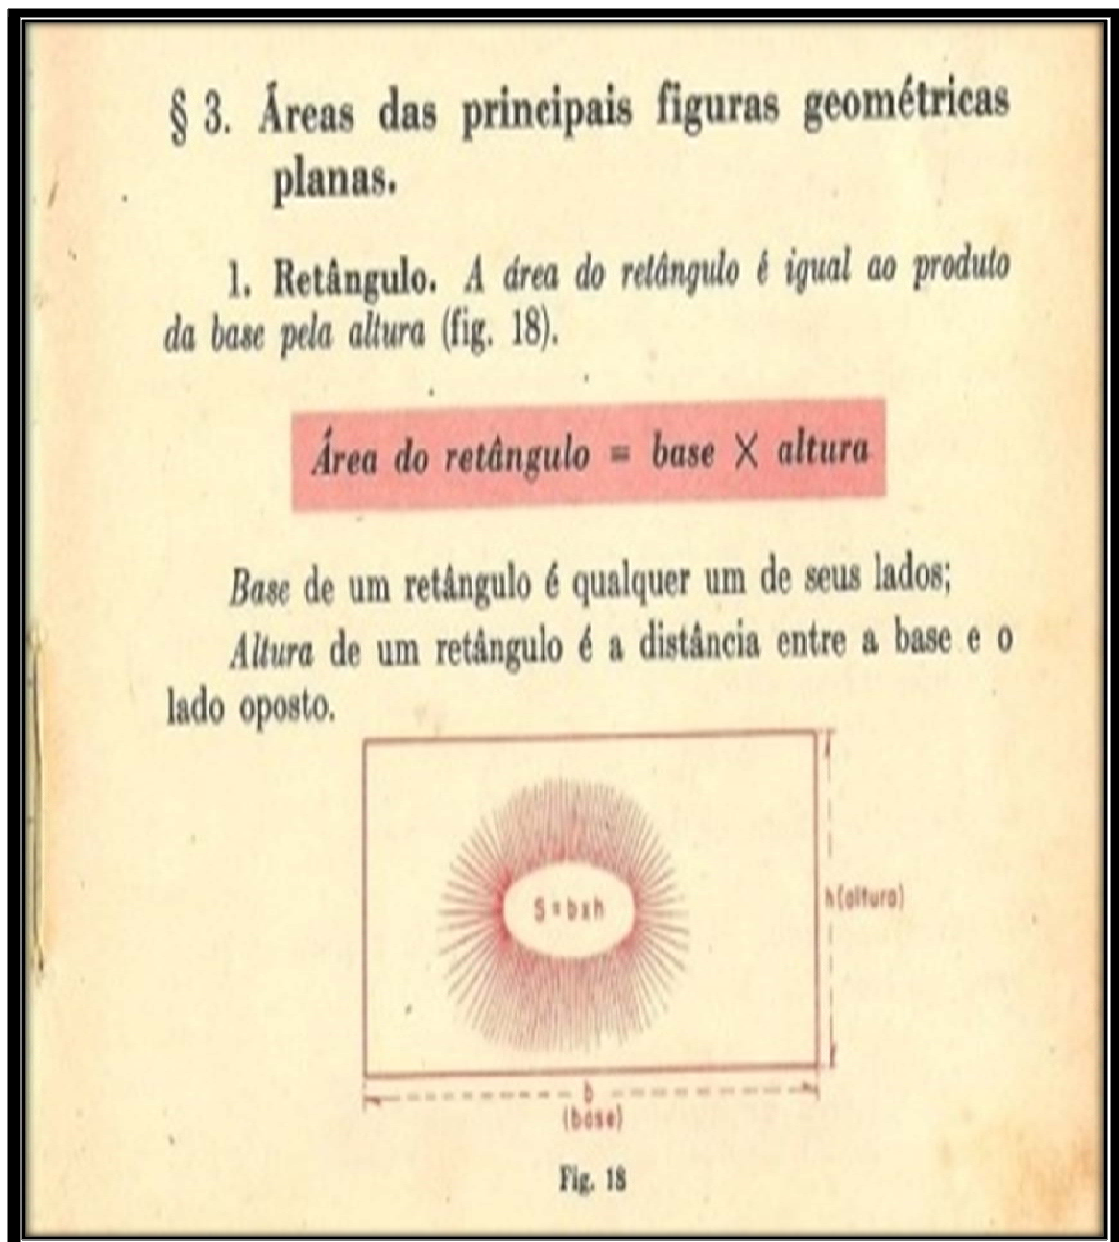 § 3. Áreas das principais figuras geométricas
planas.
1. Retângulo. A área do retângulo é igual ao produto
da base pela altura (fig. 18).
Área do retângulo = base X altura
Base de um retângulo é qualquer um de seus lados;
Altura de um retângulo é a distância entre a base e o
lado oposto.
S = b x h
h (altura)
b
(base)
Fig. 18